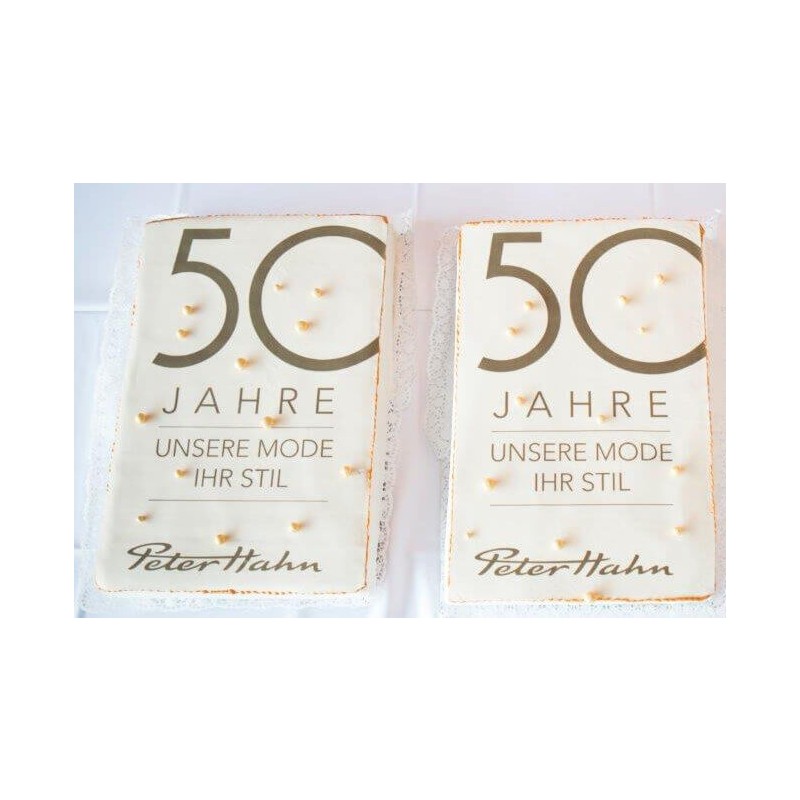 50
JAHRE
UNSERE MODE
IHR STIL
Peter Hahn
50
JAHRE
UNSERE MODE
IHR STIL
Peter Hahn